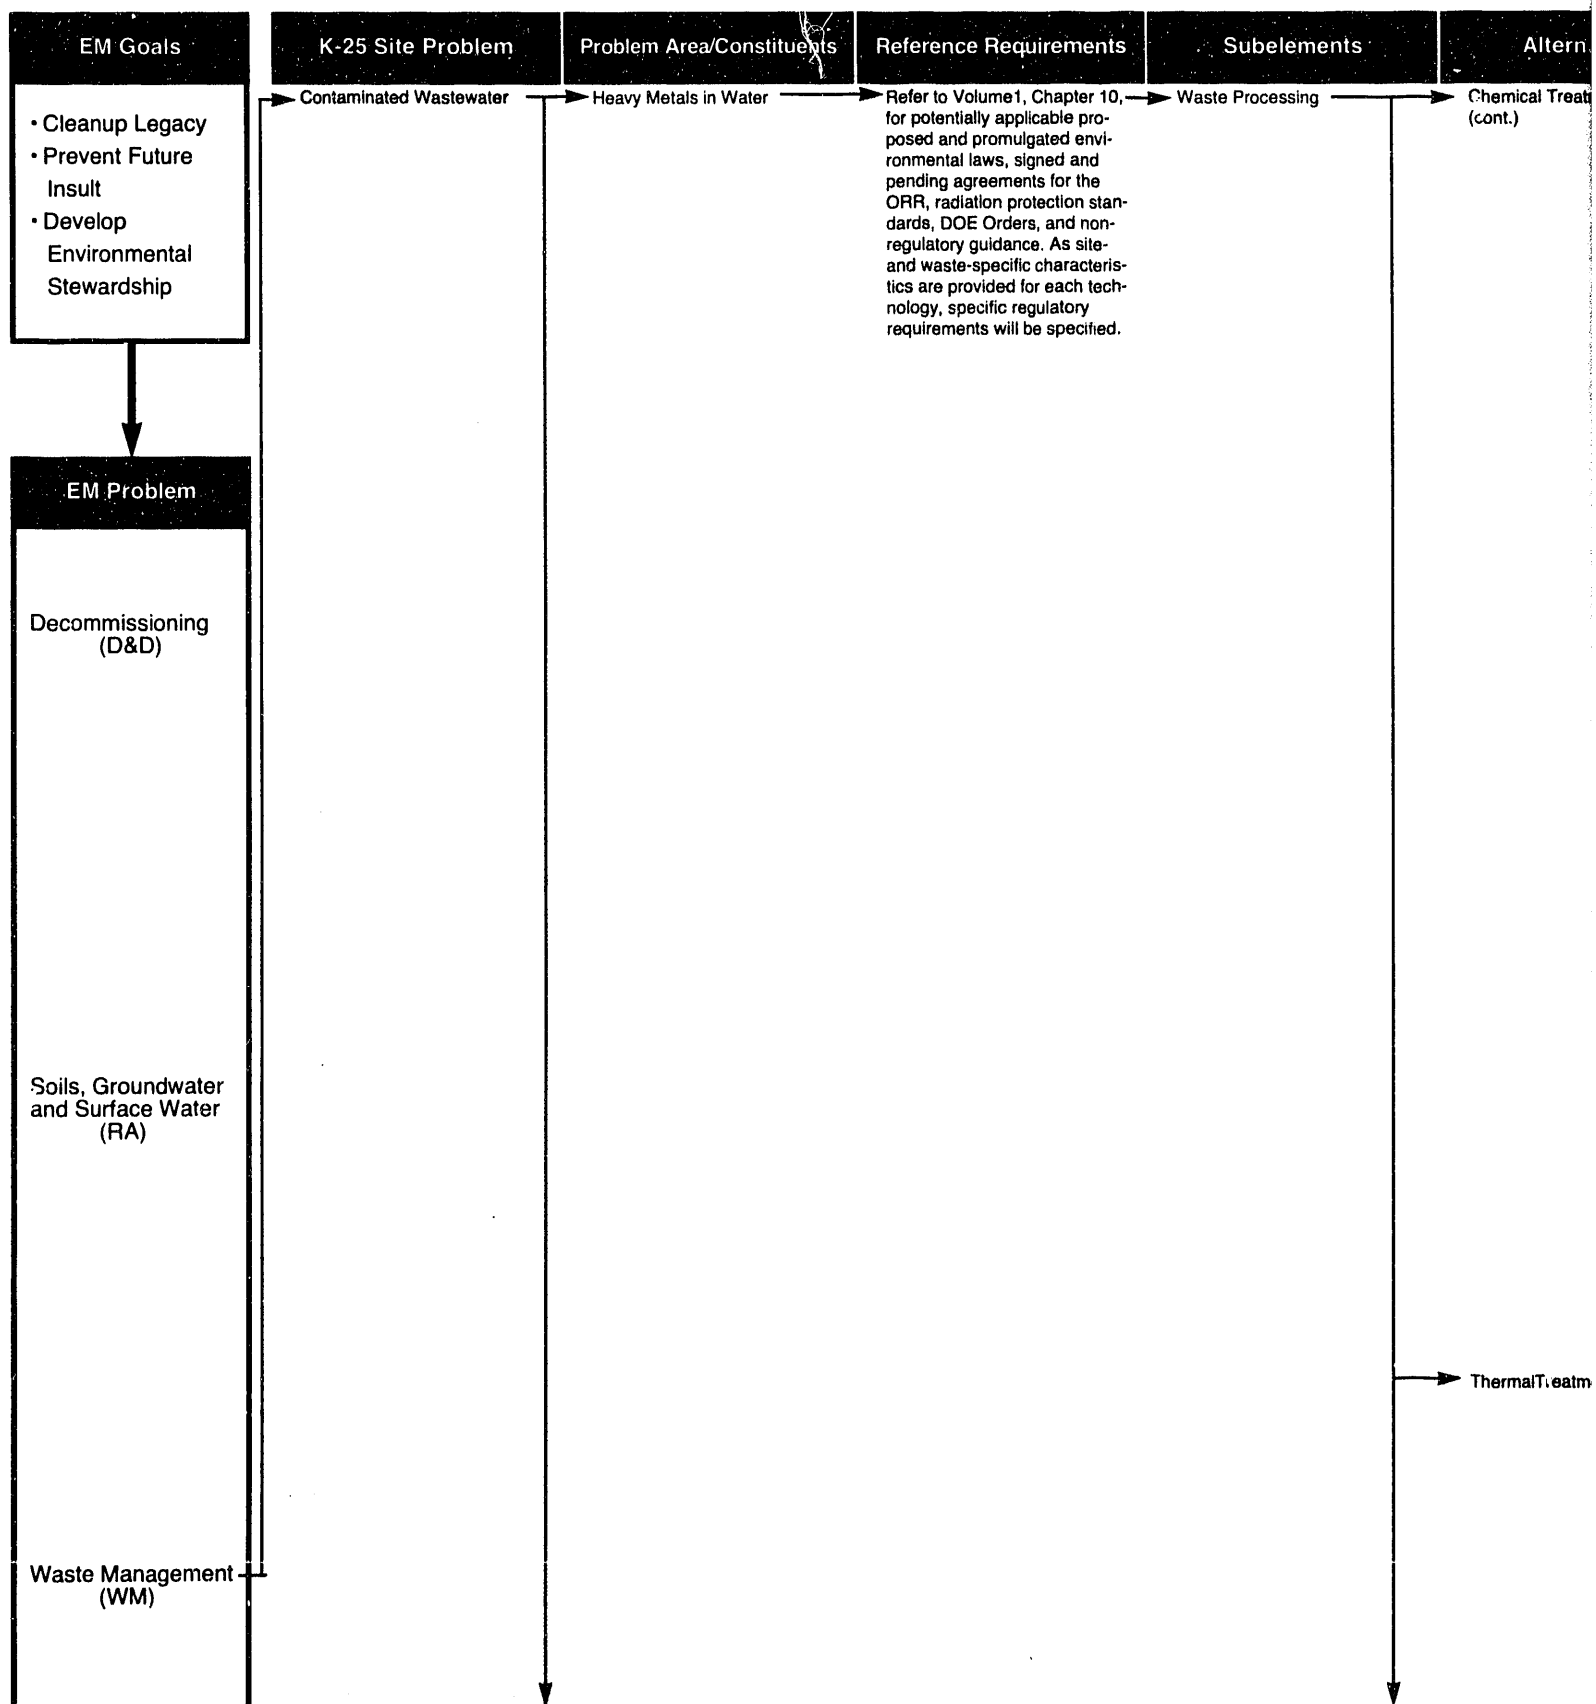 EM Goals
K-25 Site Problem
Problem Area/Constituents
Reference Requirements
Subelements
Altern
• Cleanup Legacy
• Prevent Future
Insult
• Develop
Environmental
Stewardship
Contaminated Wastewater
Heavy Metals in Water
Refer to Volume1, Chapter 10,
for potentially applicable pro-
posed and promulgated envi-
ronmental laws, signed and
pending agreements for the
ORR, radiation protection stan-
dards, DOE Orders, and non-
regulatory guidance. As site-
and waste-specific characteris-
tics are provided for each tech-
nology, specific regulatory
requirements will be specified.
Waste Processing
Chemical Treat
(cont.)
EM Problem
Decommissioning
(D&D)
Soils, Groundwater
and Surface Water
(RA)
ThermalTreatm
Waste Management
(WM)